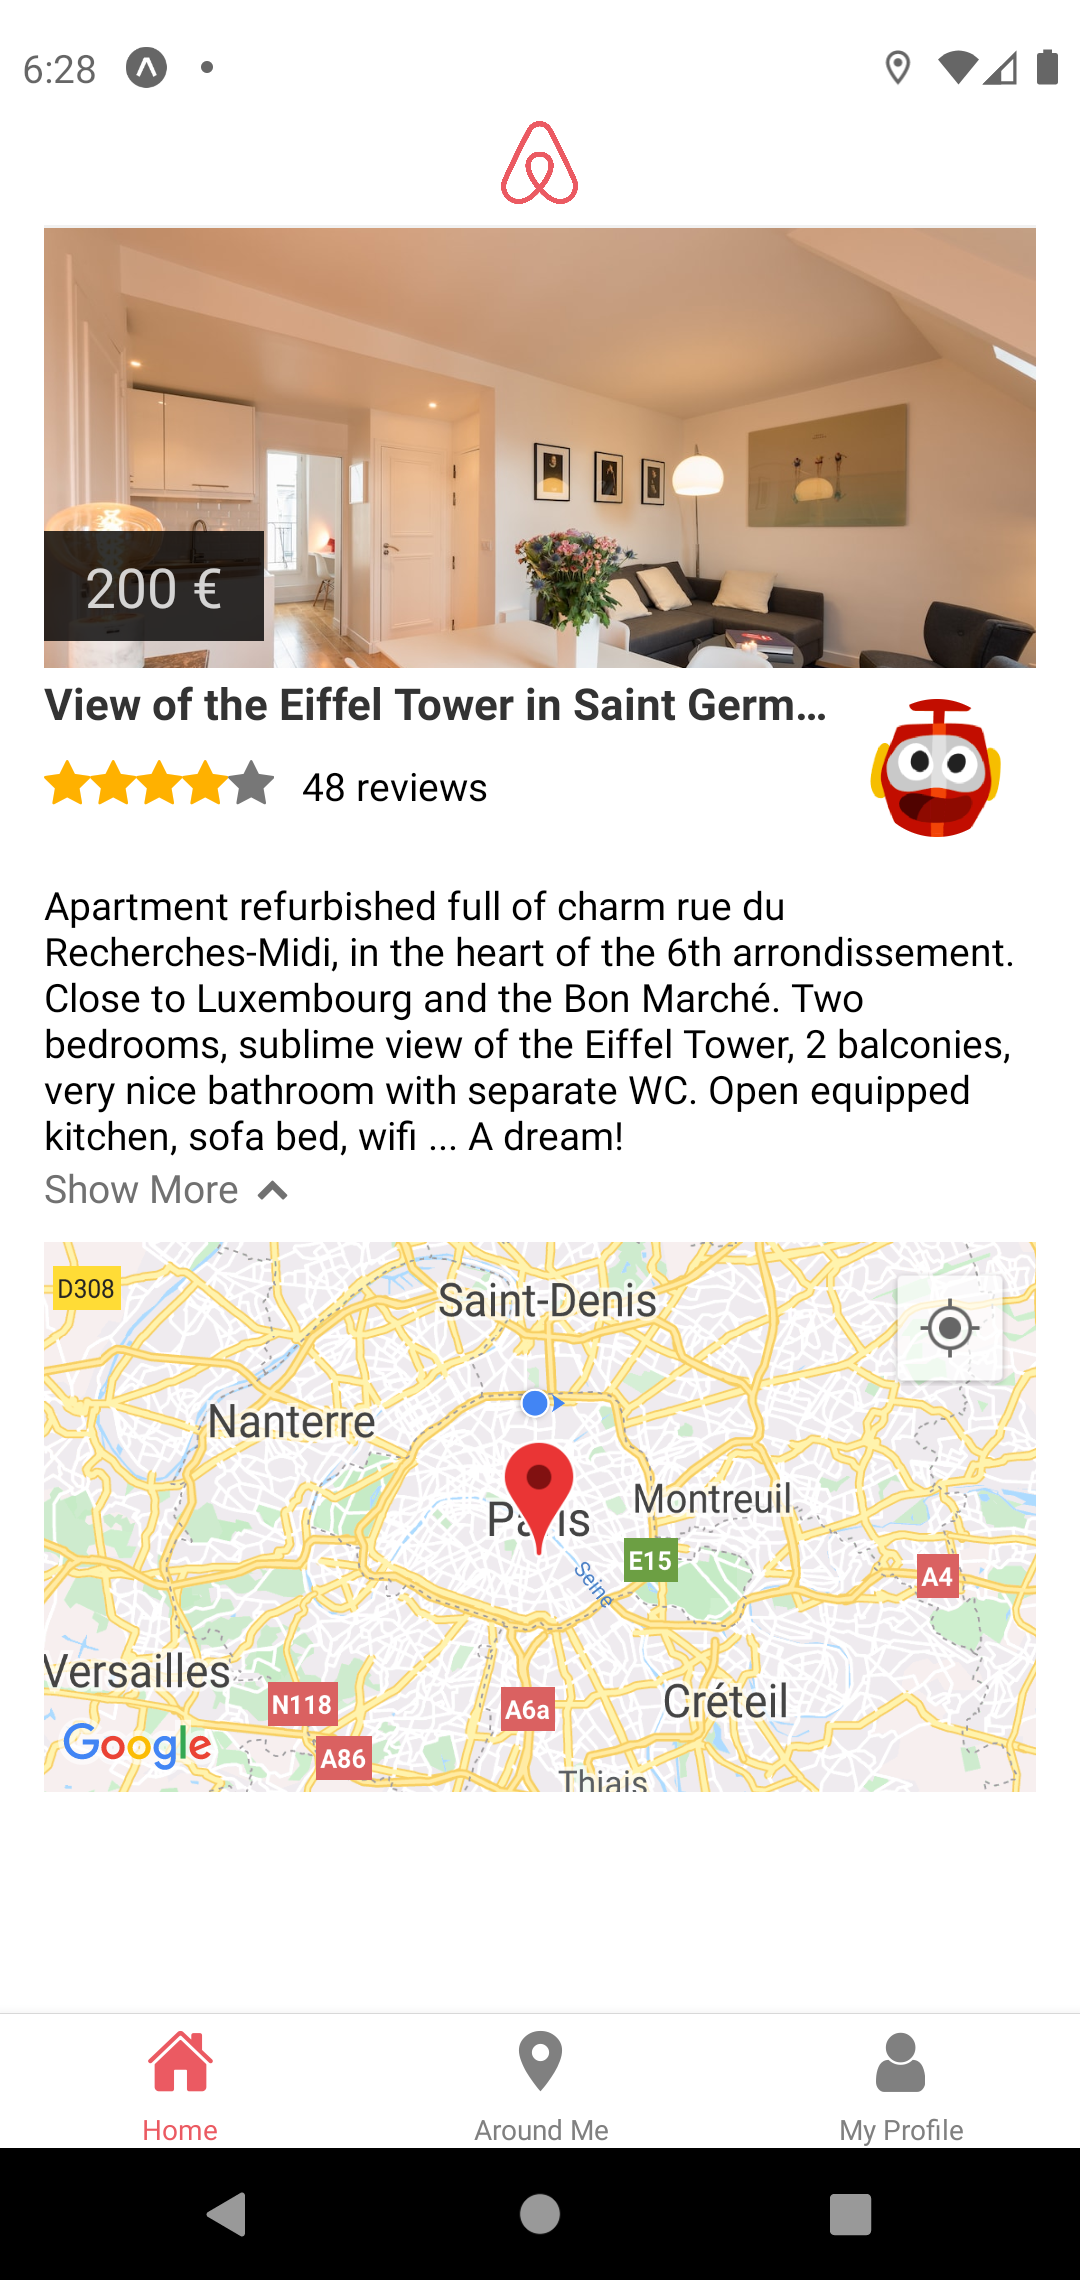 6:28
200 €
View of the Eiffel Tower in Saint Germ...
48 reviews
Apartment refurbished full of charm rue du
Recherches-Midi, in the heart of the 6th arrondissement.
Close to Luxembourg and the Bon Marché. Two
bedrooms, sublime view of the Eiffel Tower, 2 balconies,
very nice bathroom with separate WC. Open equipped
kitchen, sofa bed, wifi ... A dream!
Show More
D308
Saint-Denis
Nanterre
Montreuil
Paris
E15
Seine
A4
Versailles
N118
A6a
Créteil
Google
A86
Thiais
Home
Around Me
My Profile